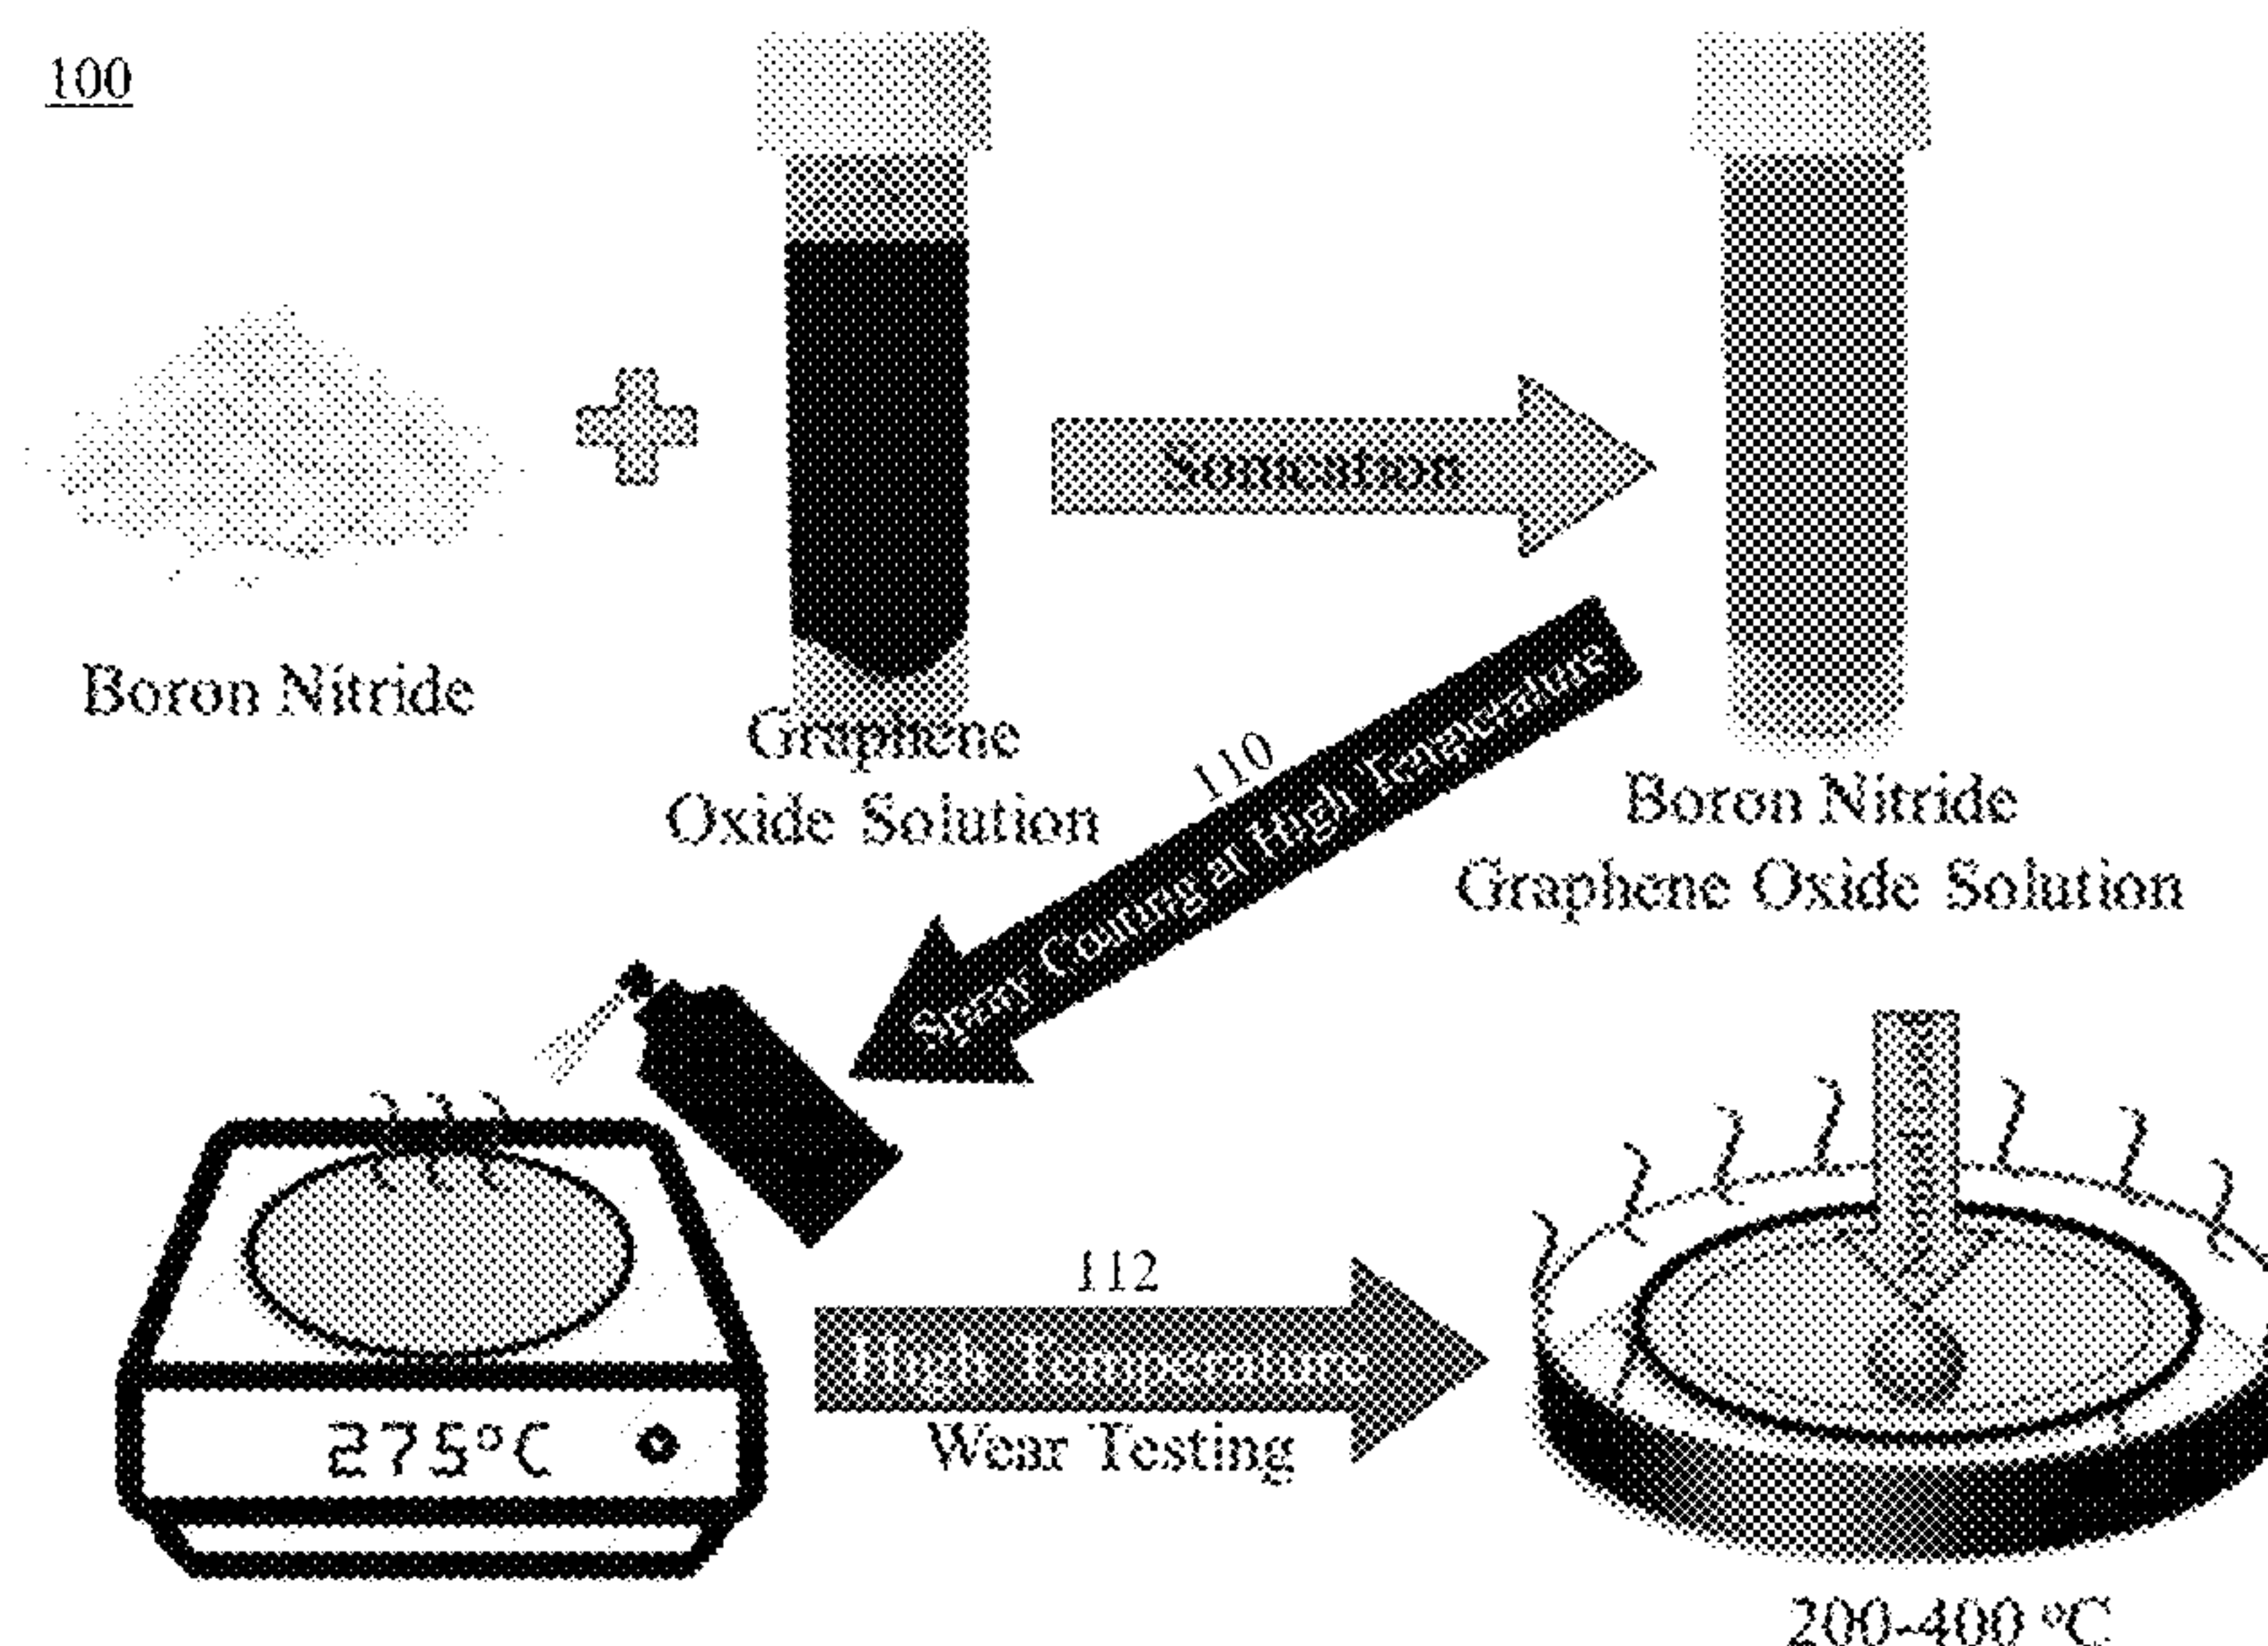 100
Sonication
Boron Nitride
Graphene
Oxide Solution
110
Spray Coating at High Temperature
Boron Nitride
Graphene Oxide Solution
112
High Temperature
Wear Testing
275°C
200-400 °C